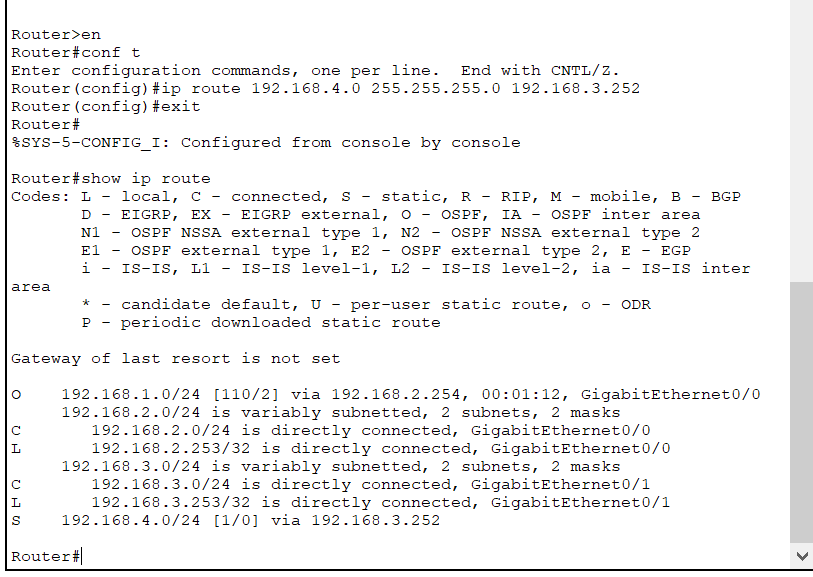 Router>en
Router#conf t
Enter configuration commands, one per line.  End with CNTL/Z.
Router(config)#ip route 192.168.4.0 255.255.255.0 192.168.3.252
Router(config)#exit
Router#
%SYS-5-CONFIG_I: Configured from console by console

Router#show ip route
Codes: L - local, C - connected, S - static, R - RIP, M - mobile, B - BGP
       D - EIGRP, EX - EIGRP external, O - OSPF, IA - OSPF inter area
       N1 - OSPF NSSA external type 1, N2 - OSPF NSSA external type 2
       E1 - OSPF external type 1, E2 - OSPF external type 2, E - EGP
       i - IS-IS, L1 - IS-IS level-1, L2 - IS-IS level-2, ia - IS-IS inter
area
       * - candidate default, U - per-user static route, o - ODR
       P - periodic downloaded static route

Gateway of last resort is not set

O    192.168.1.0/24 [110/2] via 192.168.2.254, 00:01:12, GigabitEthernet0/0
     192.168.2.0/24 is variably subnetted, 2 subnets, 2 masks
C       192.168.2.0/24 is directly connected, GigabitEthernet0/0
L       192.168.2.253/32 is directly connected, GigabitEthernet0/0
     192.168.3.0/24 is variably subnetted, 2 subnets, 2 masks
C       192.168.3.0/24 is directly connected, GigabitEthernet0/1
L       192.168.3.253/32 is directly connected, GigabitEthernet0/1
S    192.168.4.0/24 [1/0] via 192.168.3.252

Router#